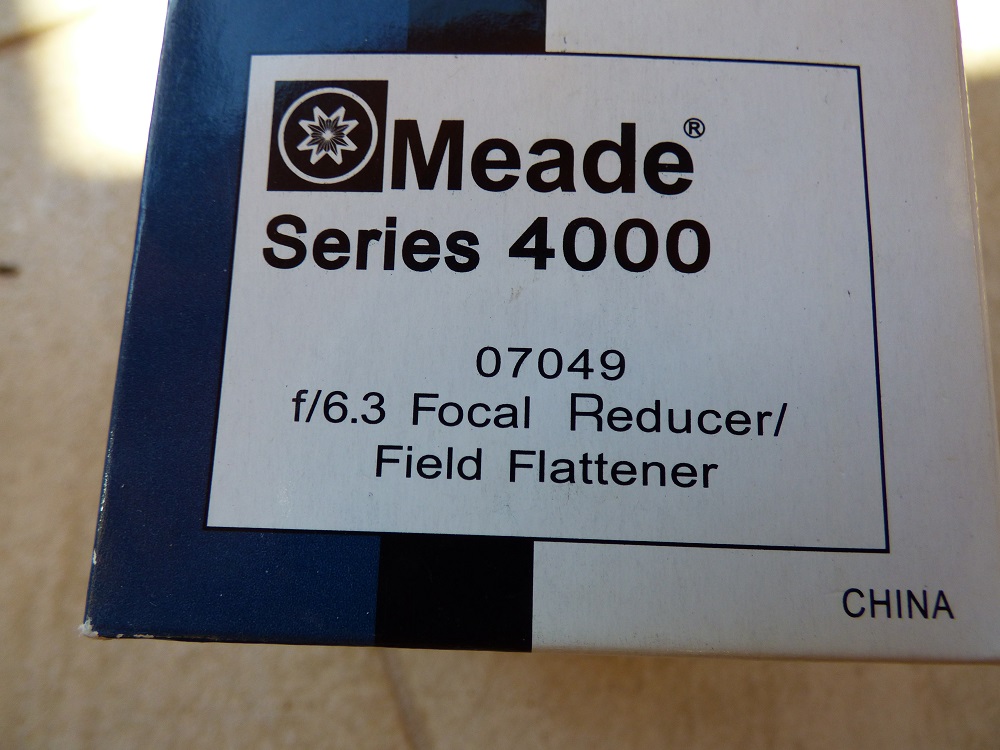 Meade®
Series 4000
07049
f/6.3 Focal Reducer/
Field Flattener
CHINA